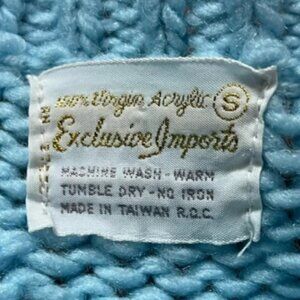 100% Virgin Acrylic S
Exclusive Imports
MACHINE WASH - WARM
TUMBLE DRY - NO IRON
MADE IN TAIWAN R.O.C.